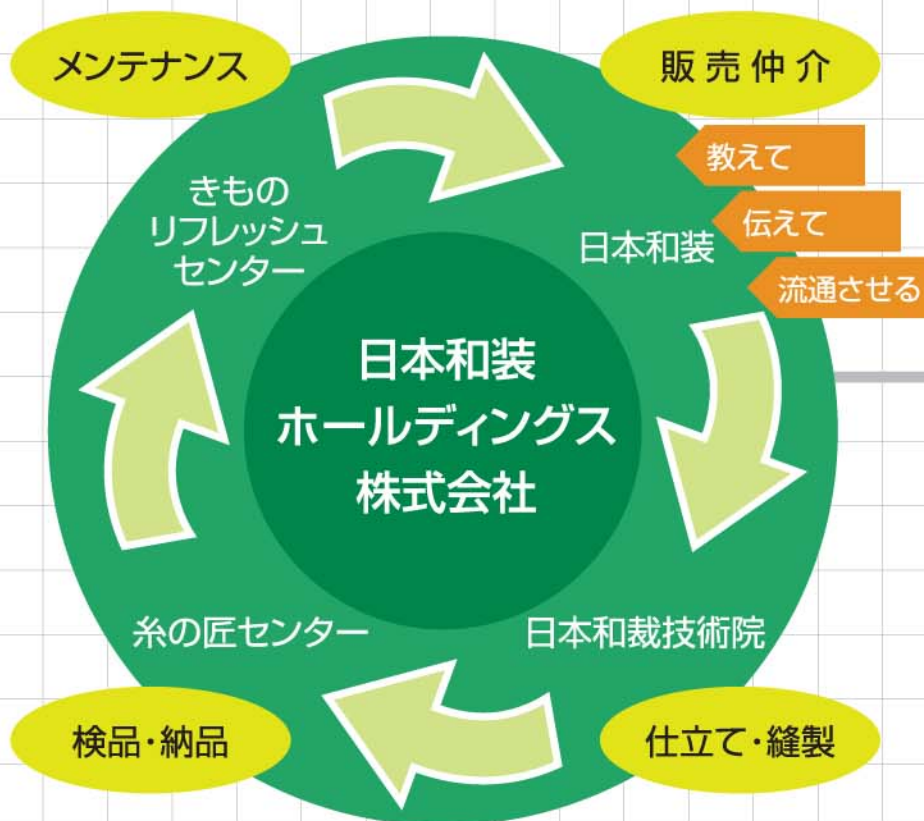 メンテナンス
販売仲介
教えて
伝えて
流通させる
きもの
リフレッシュ
センター
日本和装
日本和装
ホールディングス
株式会社
糸の匠センター
日本和裁技術院
検品・納品
仕立て・縫製